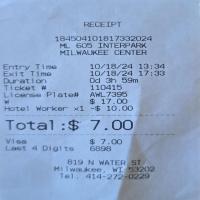 RECEIPT
184504101817332024
ML 605 INTERPARK
MILWAUKEE CENTER
Entry Time 10/18/24 13:34
Exit Time 10/18/24 17:33
Duration 0d 3h 59m
Ticket # 110415
License Plate# AWL7395
W $ 17.00
Hotel Worker x1 -$ 10.00
Total:$ 7.00
Visa $ 7.00
Last 4 Digits 6898
819 N WATER ST
Milwaukee, WI 53202
Tel. 414-272-0229